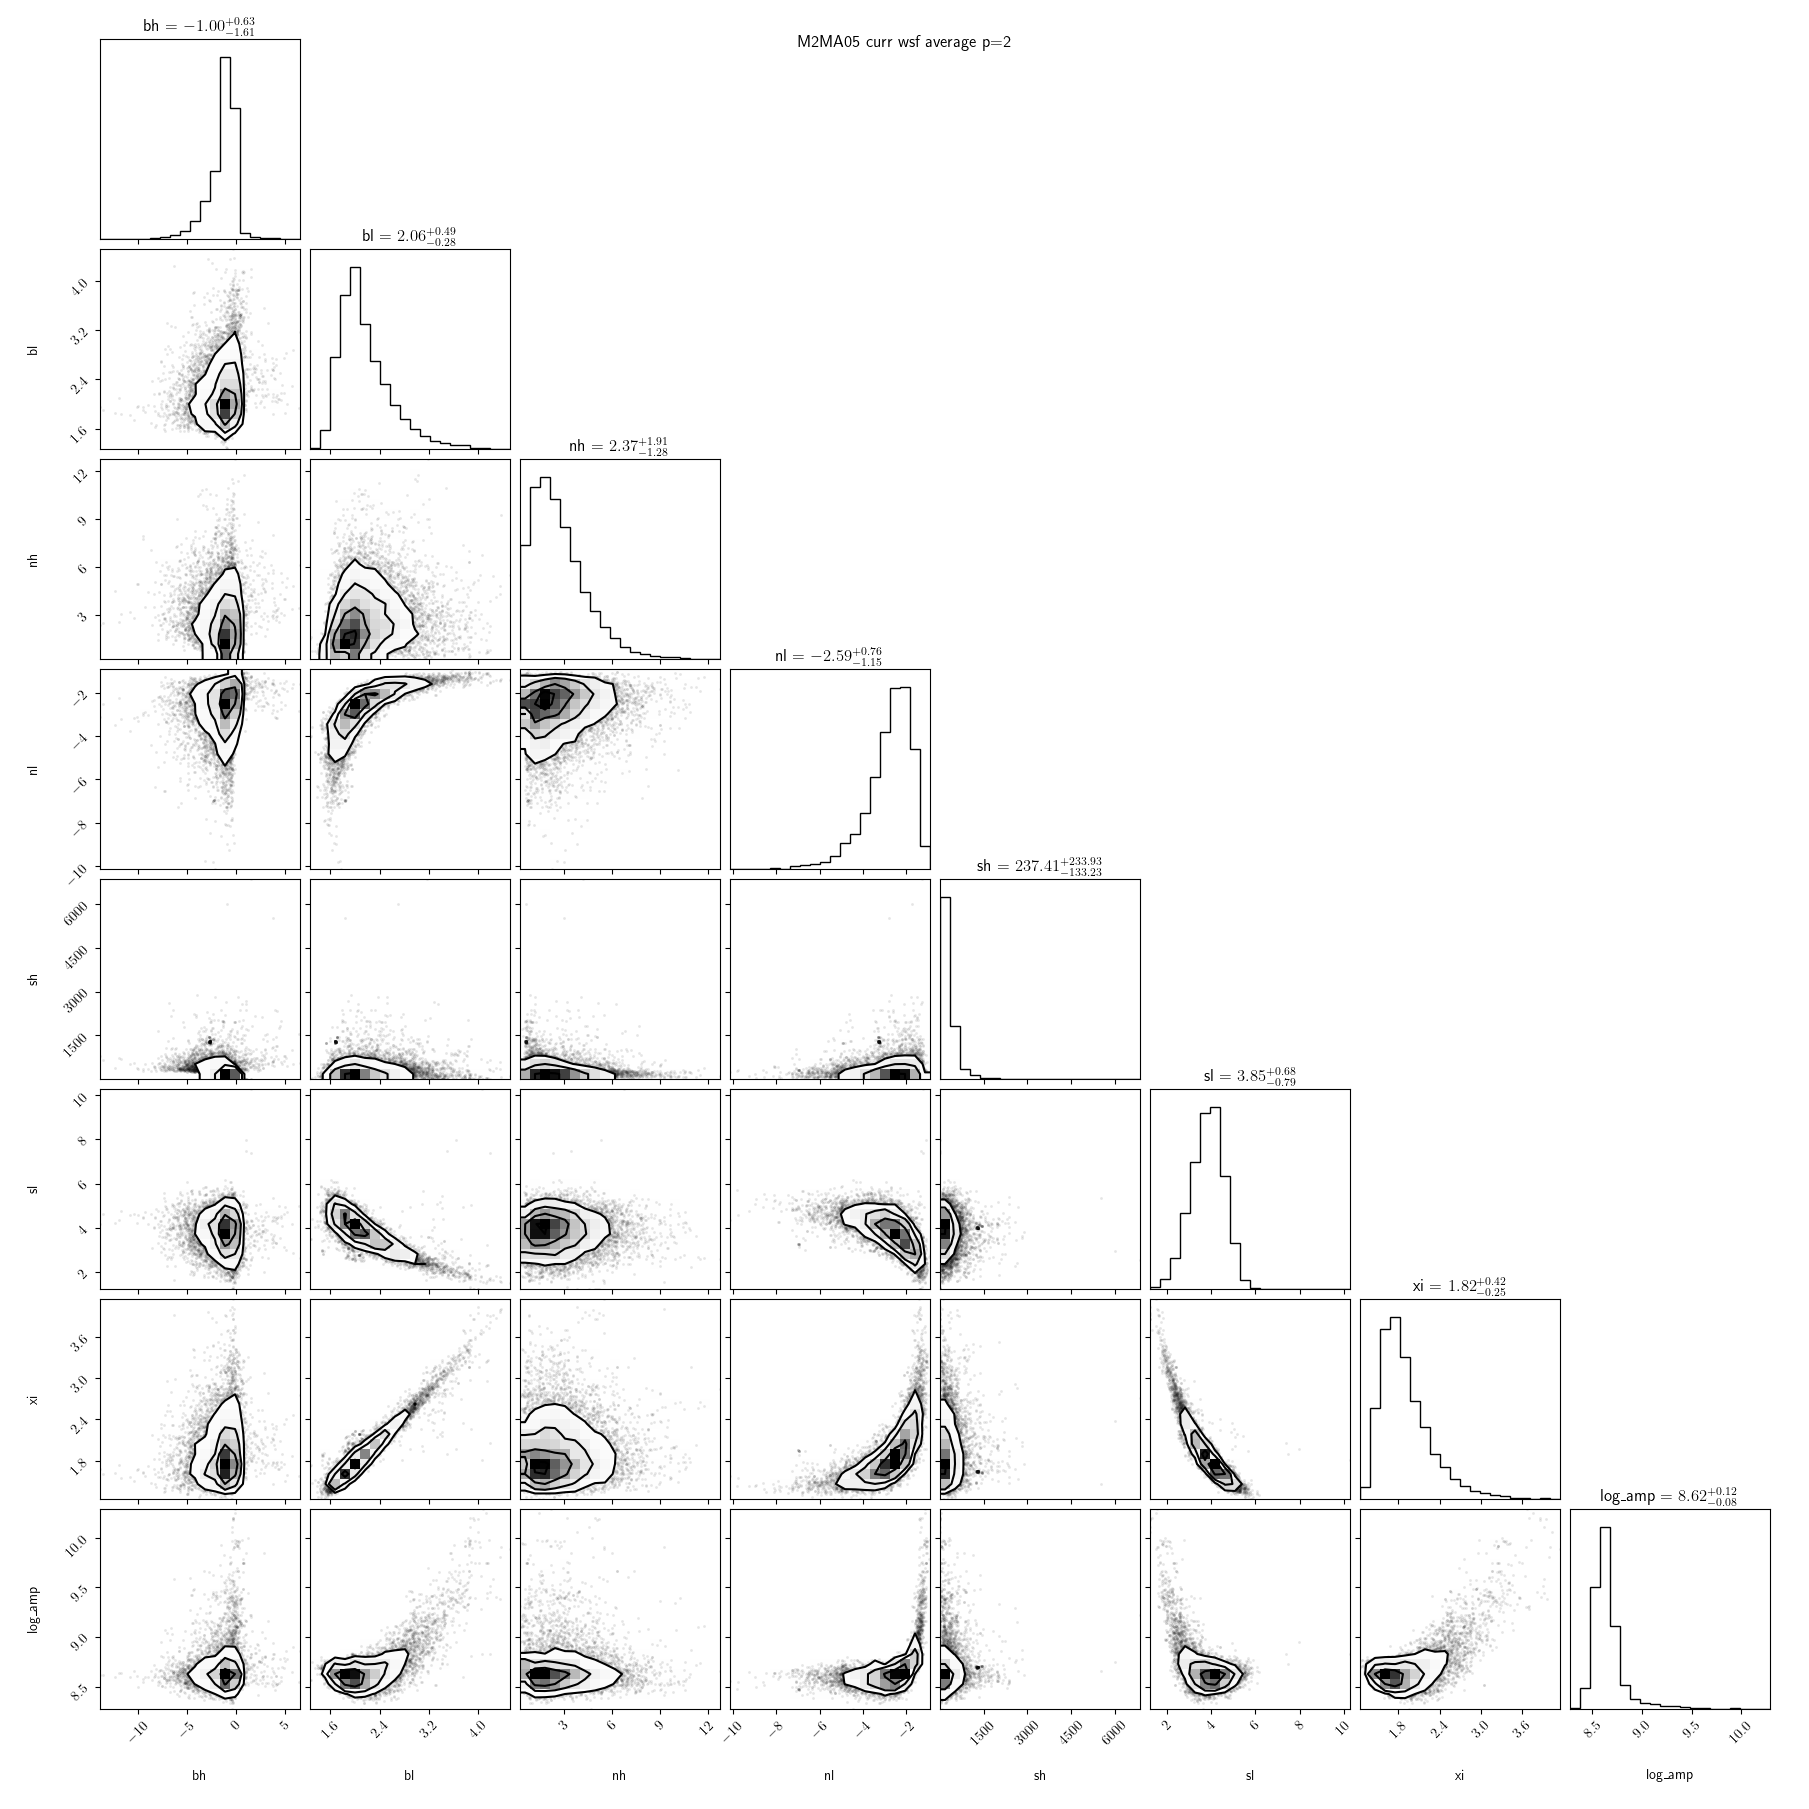 bh = −1.00 +0.63 −1.61
M2MA05 curr wsf average p=2
bl = 2.06 +0.49 −0.28
4.0
3.2
2.4
1.6
bl
nh = 2.37 +1.91 −1.28
12
9
6
3
nh
nl = −2.59 +0.76 −1.15
−2
−4
−6
−8
−10
nl
sh = 237.41 +233.93 −133.23
6000
4500
3000
1500
sh
sl = 3.85 +0.68 −0.79
10
8
6
4
2
sl
xi = 1.82 +0.42 −0.25
3.6
3.0
2.4
1.8
xi
log_amp = 8.62 +0.12 −0.08
10.0
9.5
9.0
8.5
log_amp
−10 −5 0 5 1.6 2.4 3.2 4.0 3 6 9 12 −10 −8 −6 −4 −2 1500 3000 4500 6000 2 4 6 8 10 1.8 2.4 3.0 3.6 8.5 9.0 9.5 10.0
bh bl nh nl sh sl xi log_amp